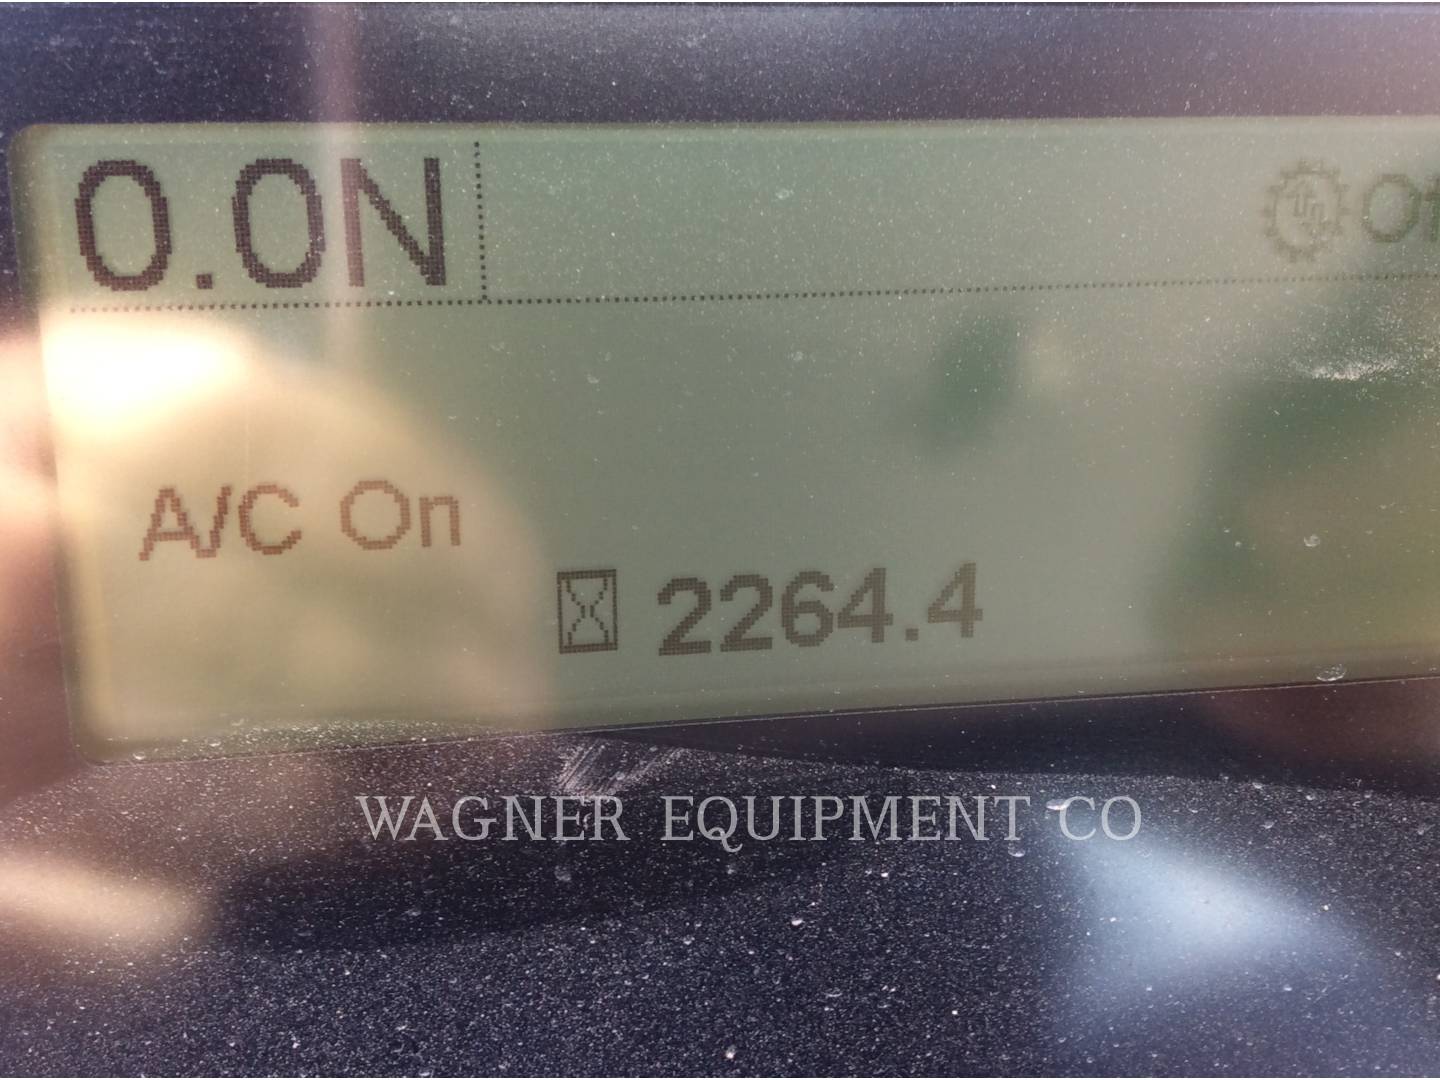 0.0N
A/C On
2264.4
WAGNER EQUIPMENT CO